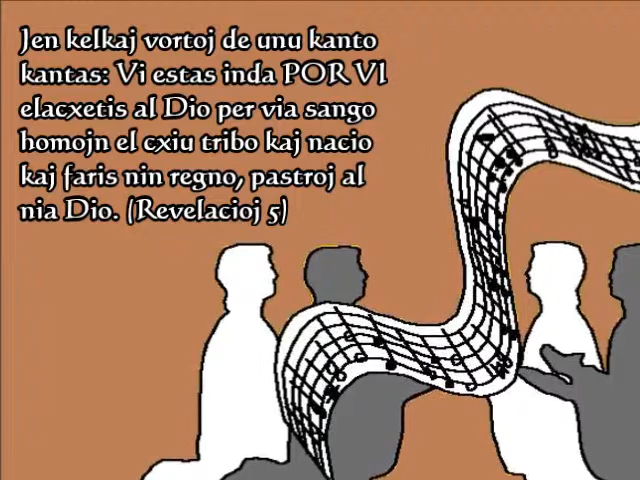 Jen kelkaj vortoj de unu kanto
kantas: Vi estas inda POR VI
elacxetis al Dio per via sango
homojn el cxiu tribo kaj nacio
kaj faris nin regno, pastroj al
nia Dio. (Revelacioj 5)